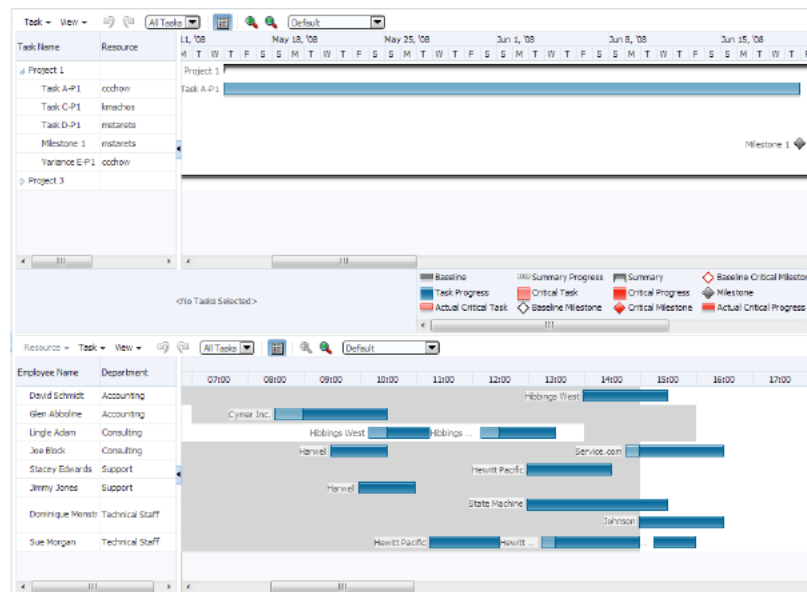 Task View All Tasks Default
Task Name Resource 11, '08 May 18, '08 May 25, '08 Jun 1, '08 Jun 8, '08 Jun 15, '08
M T W T F S S M T W T F S S M T W T F S S M T W T F S S M T W T F S S M T W T F
Project 1 Project 1
Task A-P1 ccchow Task A-P1
Task C-P1 kmachos
Task D-P1 mstarets
Milestone 1 mstarets Milestone 1
Variance E-P1 ccchow
Project 3
<No Tasks Selected>
Baseline Summary Progress Summary Baseline Critical Milesto
Task Progress Critical Task Critical Progress Milestone
Actual Critical Task Baseline Milestone Critical Milestone Actual Critical Progress
Resource Task View All Tasks Default
Employee Name Department 07:00 08:00 09:00 10:00 11:00 12:00 13:00 14:00 15:00 16:00 17:00
David Schmidt Accounting Hibbings West
Glen Abboline Accounting Cymer Inc.
Lingle Adam Consulting Hibbings West Hibbings ...
Joe Block Consulting Harwell Service.com
Stacey Edwards Support Hewitt Pacific
Jimmy Jones Support Harwell
Dominique Monstr Technical Staff State Machine
Johnson
Sue Morgan Technical Staff Hewitt Pacific Hewitt ... ..